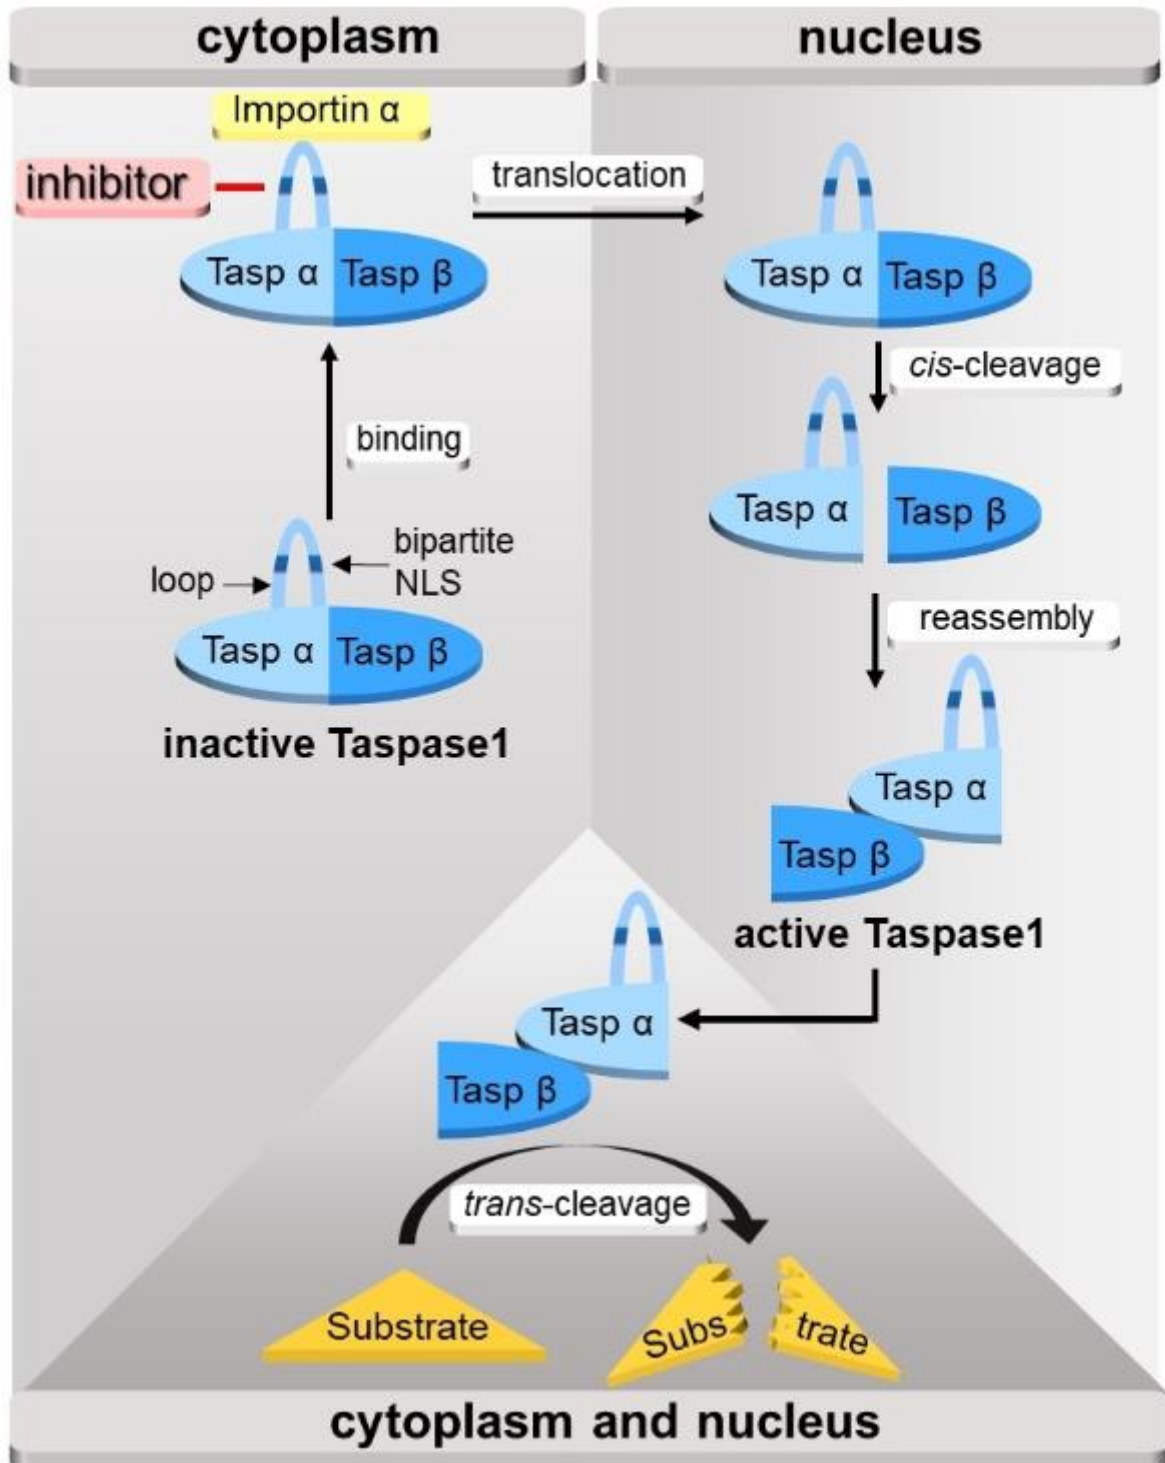 cytoplasm
nucleus
Importin α
inhibitor
translocation
Tasp α Tasp β
Tasp α Tasp β
cis-cleavage
binding
Tasp α Tasp β
bipartite
NLS
loop
reassembly
Tasp α Tasp β
inactive Taspase1
Tasp α
Tasp β
active Taspase1
Tasp α
Tasp β
trans-cleavage
Substrate
Subs trate
cytoplasm and nucleus